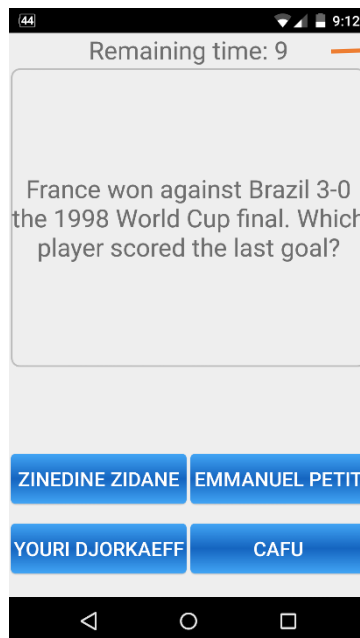 44 9:12
Remaining time: 9
France won against Brazil 3-0
the 1998 World Cup final. Which
player scored the last goal?
ZINEDINE ZIDANE EMMANUEL PETIT
YOURI DJORKAEFF CAFU